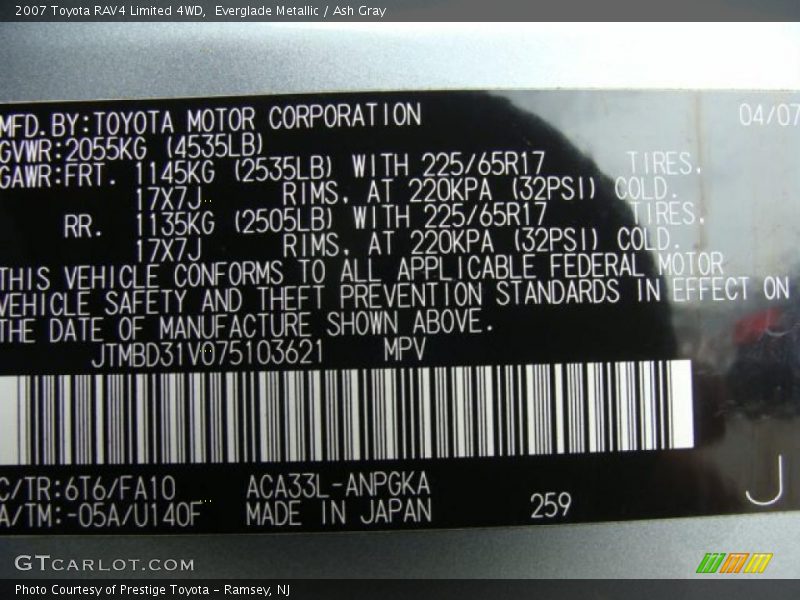 2007 Toyota RAV4 Limited 4WD,  Everglade Metallic / Ash Gray
MFD.BY:TOYOTA MOTOR CORPORATION 04/07
GVWR:2055KG (4535LB)
GAWR:FRT. 1145KG (2535LB) WITH 225/65R17 TIRES,
17X7J RIMS, AT 220KPA (32PSI) COLD.
RR. 1135KG (2505LB) WITH 225/65R17 TIRES,
17X7J RIMS, AT 220KPA (32PSI) COLD.
THIS VEHICLE CONFORMS TO ALL APPLICABLE FEDERAL MOTOR
VEHICLE SAFETY AND THEFT PREVENTION STANDARDS IN EFFECT ON
THE DATE OF MANUFACTURE SHOWN ABOVE.
JTMBD31V075103621 MPV
C/TR:6T6/FA10 ACA33L-ANPGKA
A/TM:-05A/U140F MADE IN JAPAN 259 J
GTCARLOT.COM
Photo Courtesy of Prestige Toyota – Ramsey, NJ